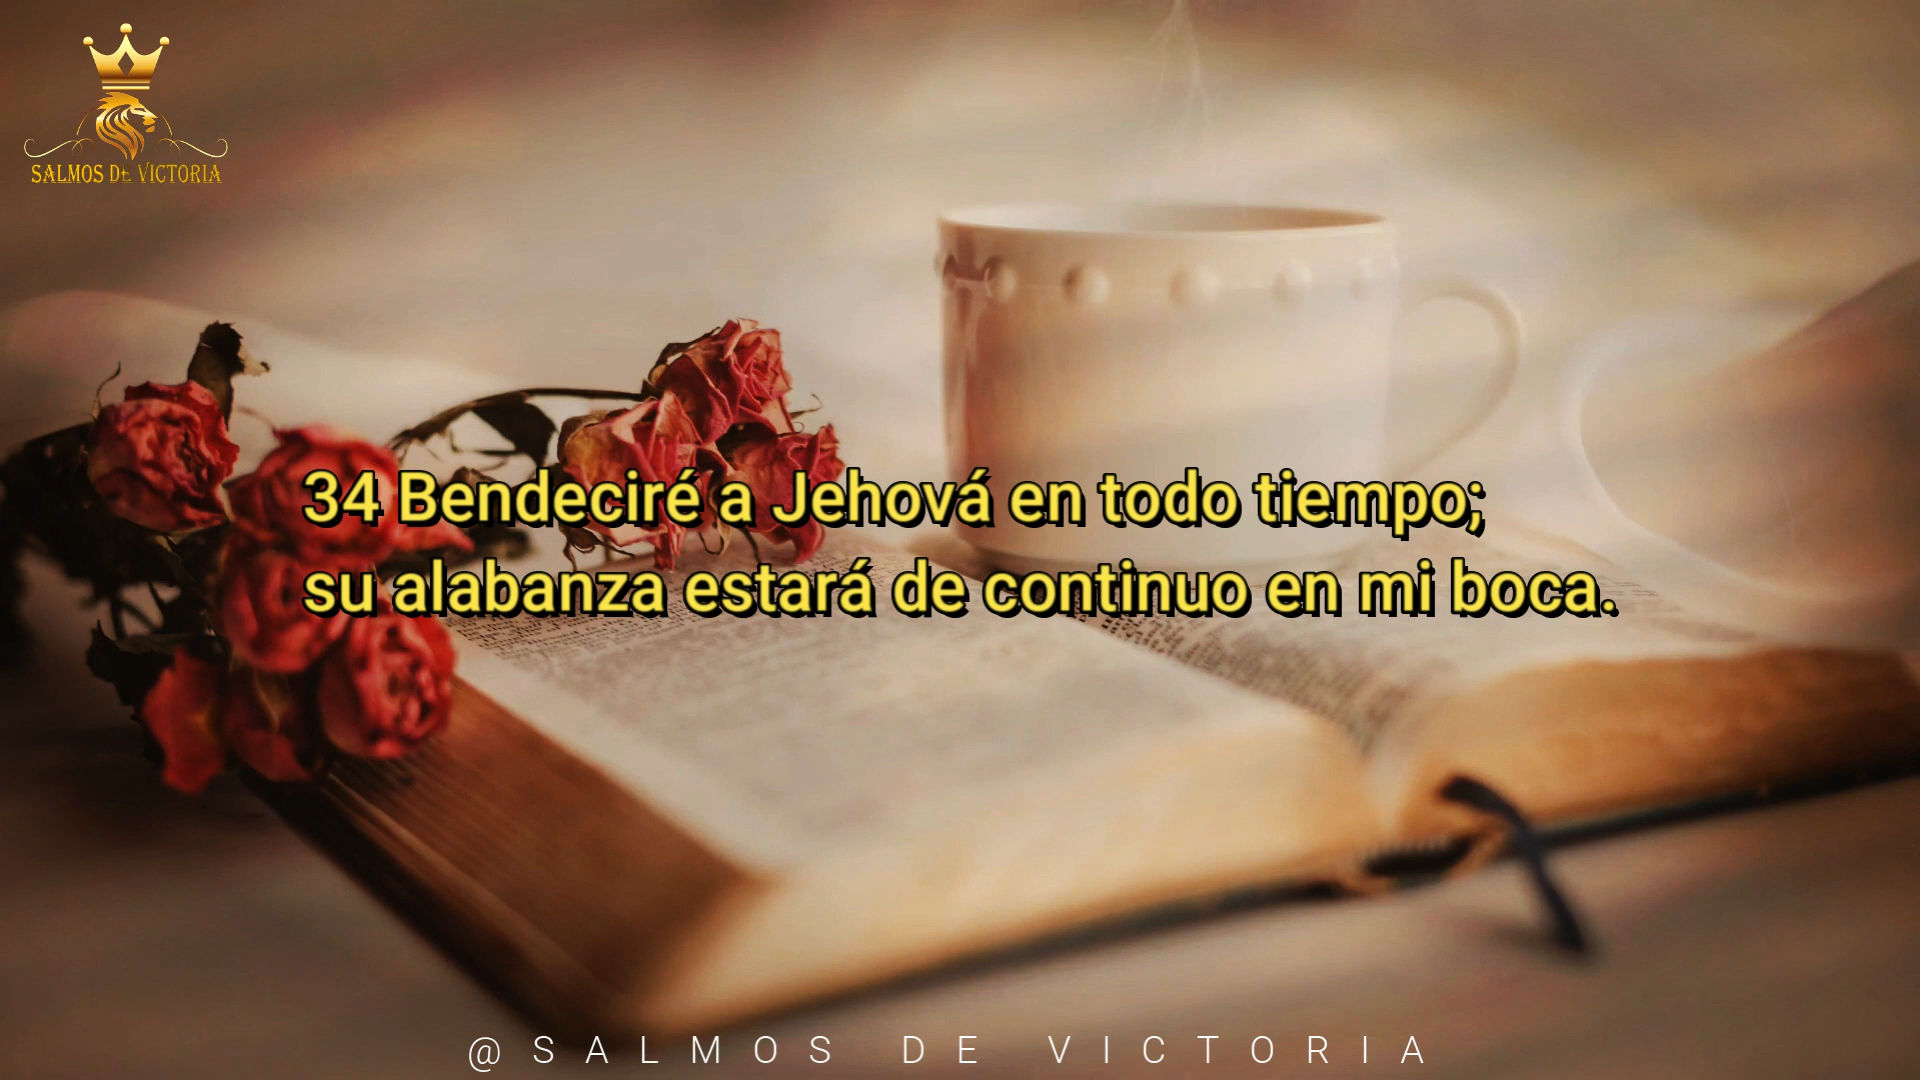 SALMOS DE VICTORIA
34 Bendeciré a Jehová en todo tiempo;
su alabanza estará de continuo en mi boca.
@SALMOS DE VICTORIA